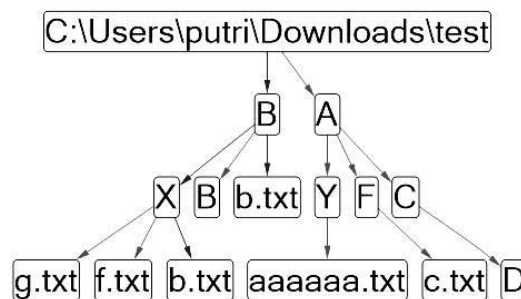 C:\Users\putri\Downloads\test
B A
X B b.txt Y F C
g.txt f.txt b.txt aaaaaa.txt c.txt D